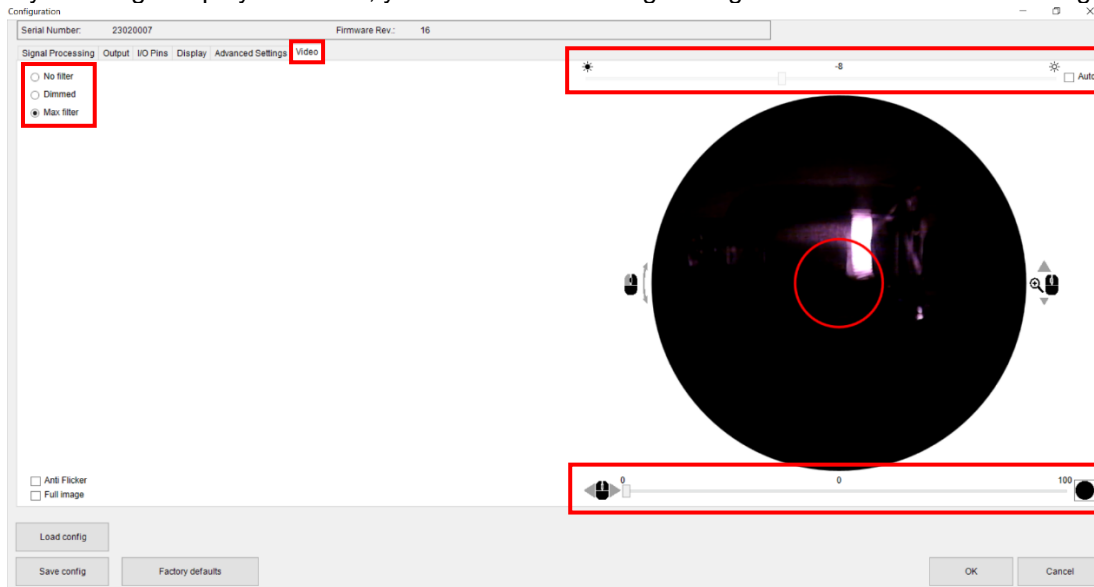 Configuration
Serial Number: 23020007 Firmware Rev.: 16
Signal Processing Output I/O Pins Display Advanced Settings Video
-8
No filter
Auto
Dimmed
Max filter
Anti Flicker
Full image
0 0 100
Load config
Save config Factory defaults OK Cancel